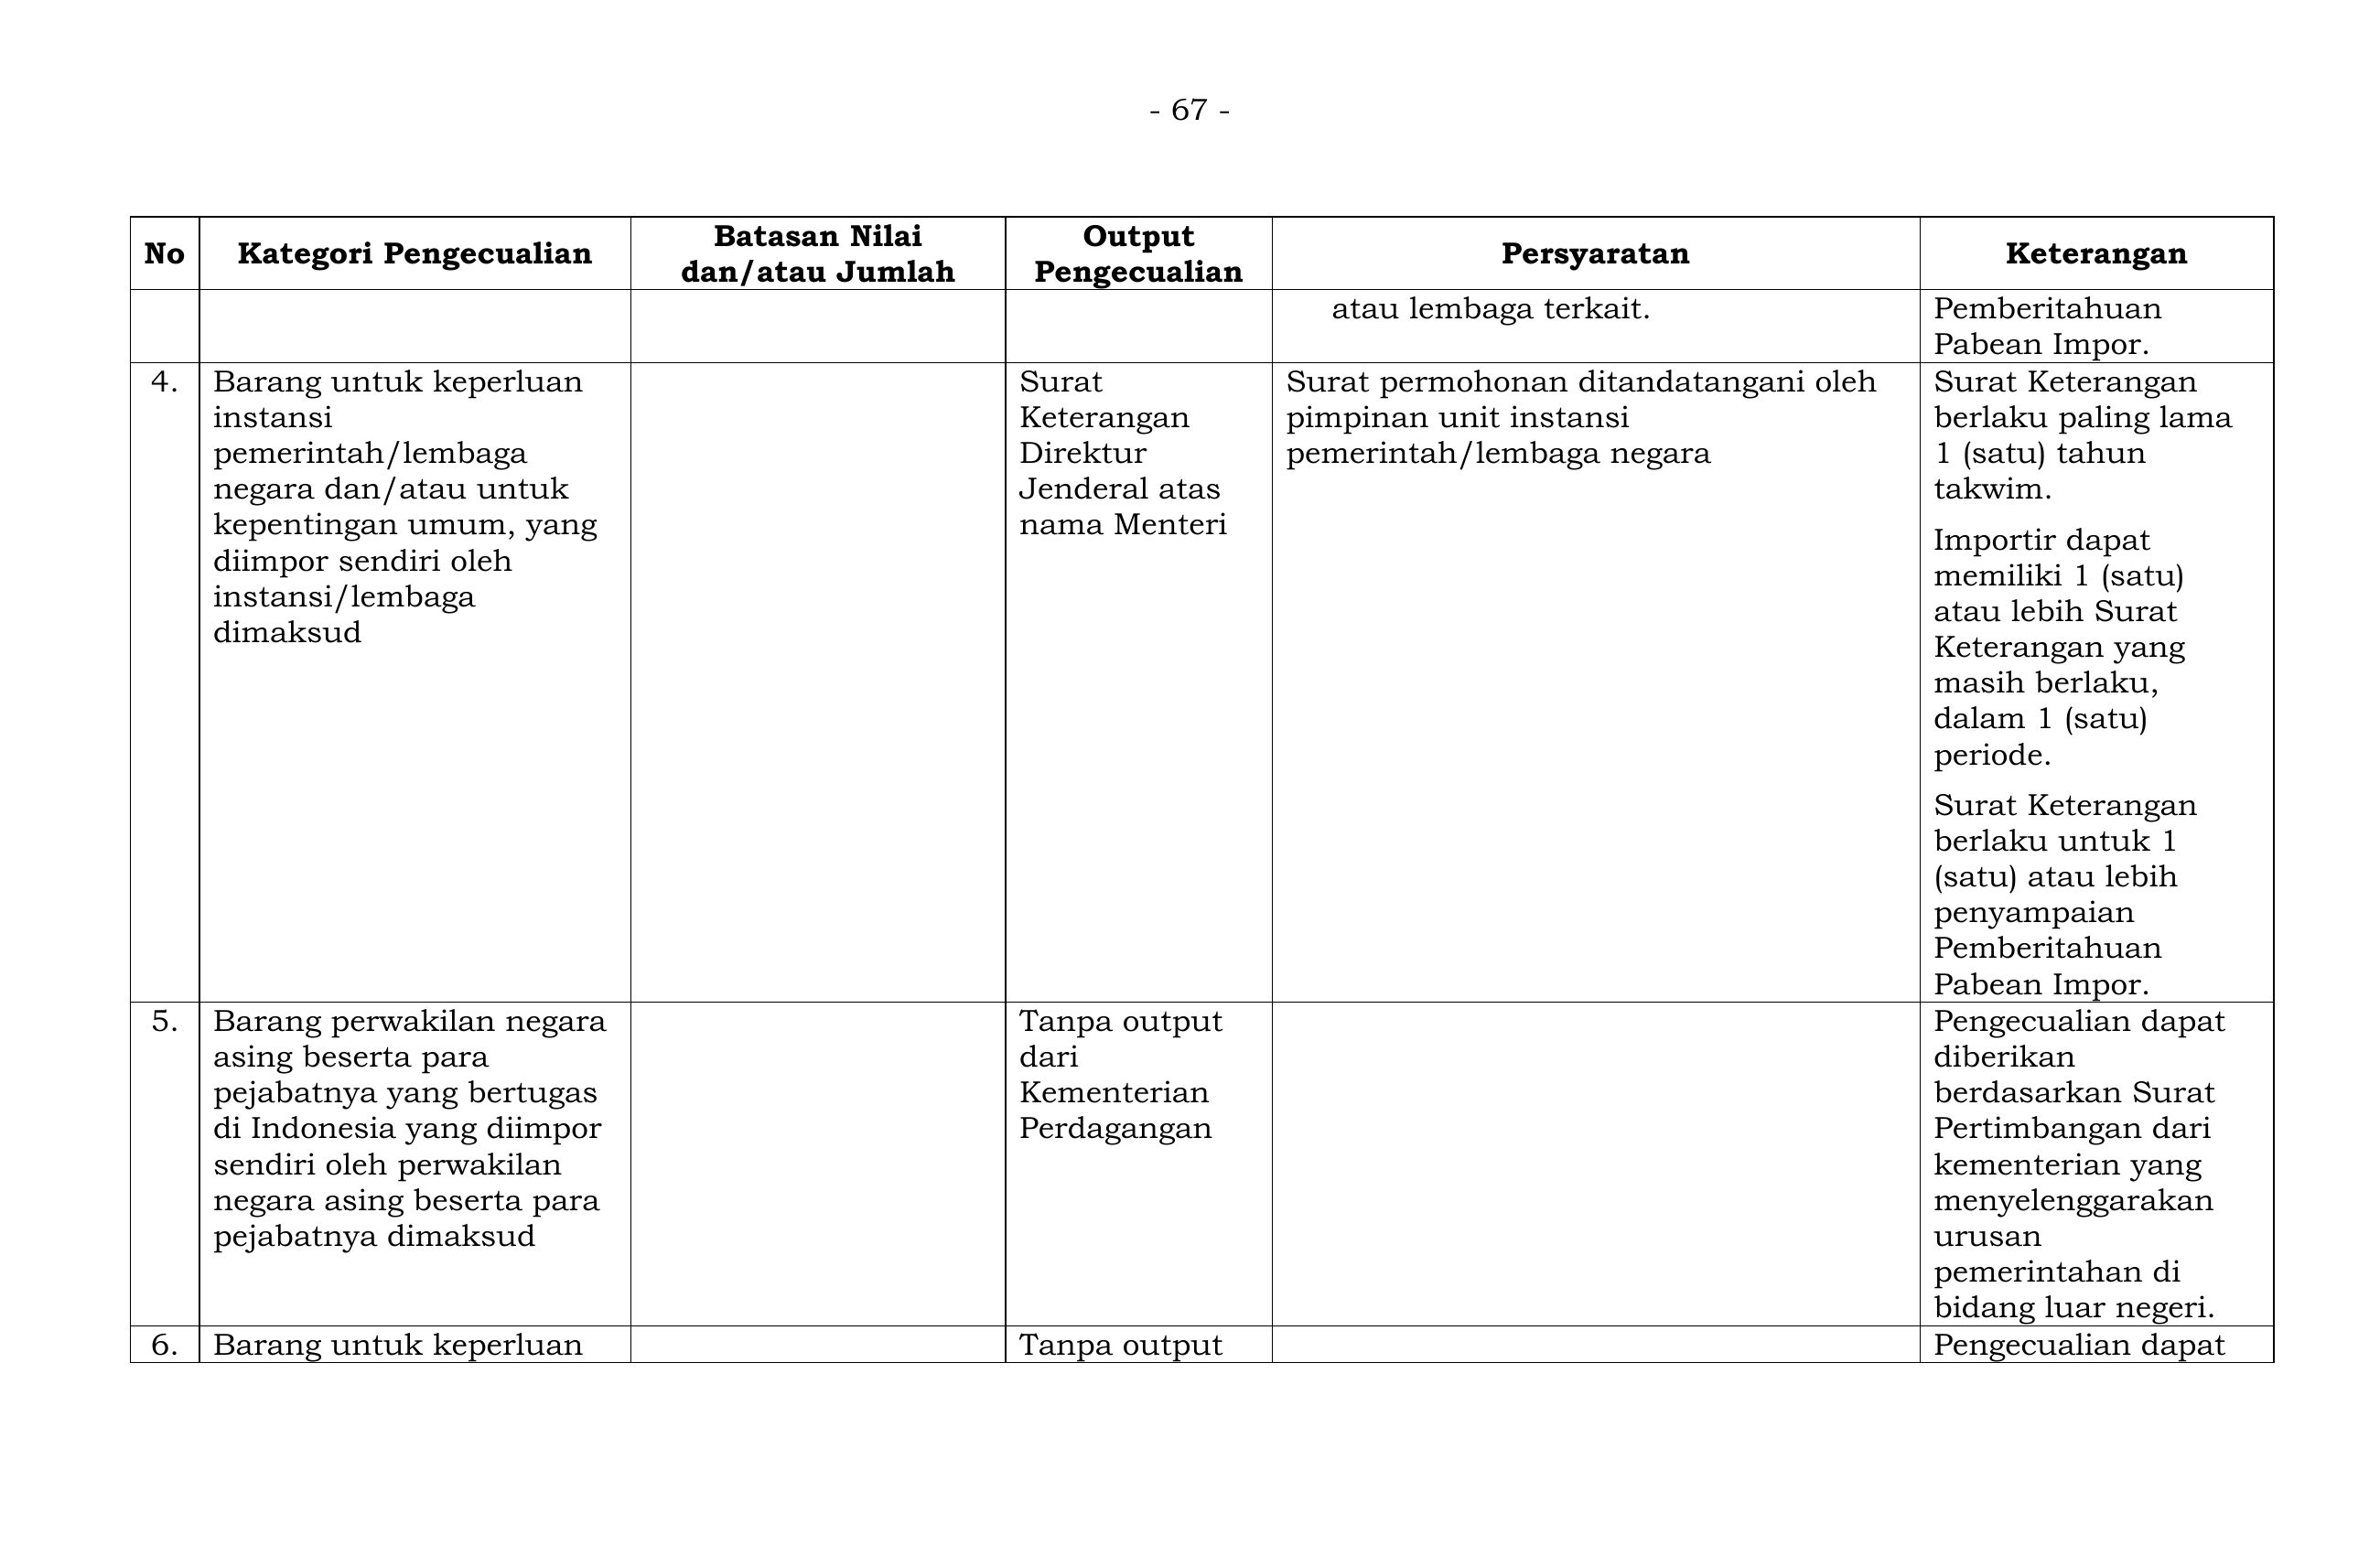 - 67 -
No
Kategori Pengecualian
Batasan Nilai
dan/atau Jumlah
Output
Pengecualian
Persyaratan
Keterangan
atau lembaga terkait.
Pemberitahuan
Pabean Impor.
4.
Barang untuk keperluan
instansi
pemerintah/lembaga
negara dan/atau untuk
kepentingan umum, yang
diimpor sendiri oleh
instansi/lembaga
dimaksud
Surat
Keterangan
Direktur
Jenderal atas
nama Menteri
Surat permohonan ditandatangani oleh
pimpinan unit instansi
pemerintah/lembaga negara
Surat Keterangan
berlaku paling lama
1 (satu) tahun
takwim.
Importir dapat
memiliki 1 (satu)
atau lebih Surat
Keterangan yang
masih berlaku,
dalam 1 (satu)
periode.
Surat Keterangan
berlaku untuk 1
(satu) atau lebih
penyampaian
Pemberitahuan
Pabean Impor.
5.
Barang perwakilan negara
asing beserta para
pejabatnya yang bertugas
di Indonesia yang diimpor
sendiri oleh perwakilan
negara asing beserta para
pejabatnya dimaksud
Tanpa output
dari
Kementerian
Perdagangan
Pengecualian dapat
diberikan
berdasarkan Surat
Pertimbangan dari
kementerian yang
menyelenggarakan
urusan
pemerintahan di
bidang luar negeri.
6.
Barang untuk keperluan
Tanpa output
Pengecualian dapat